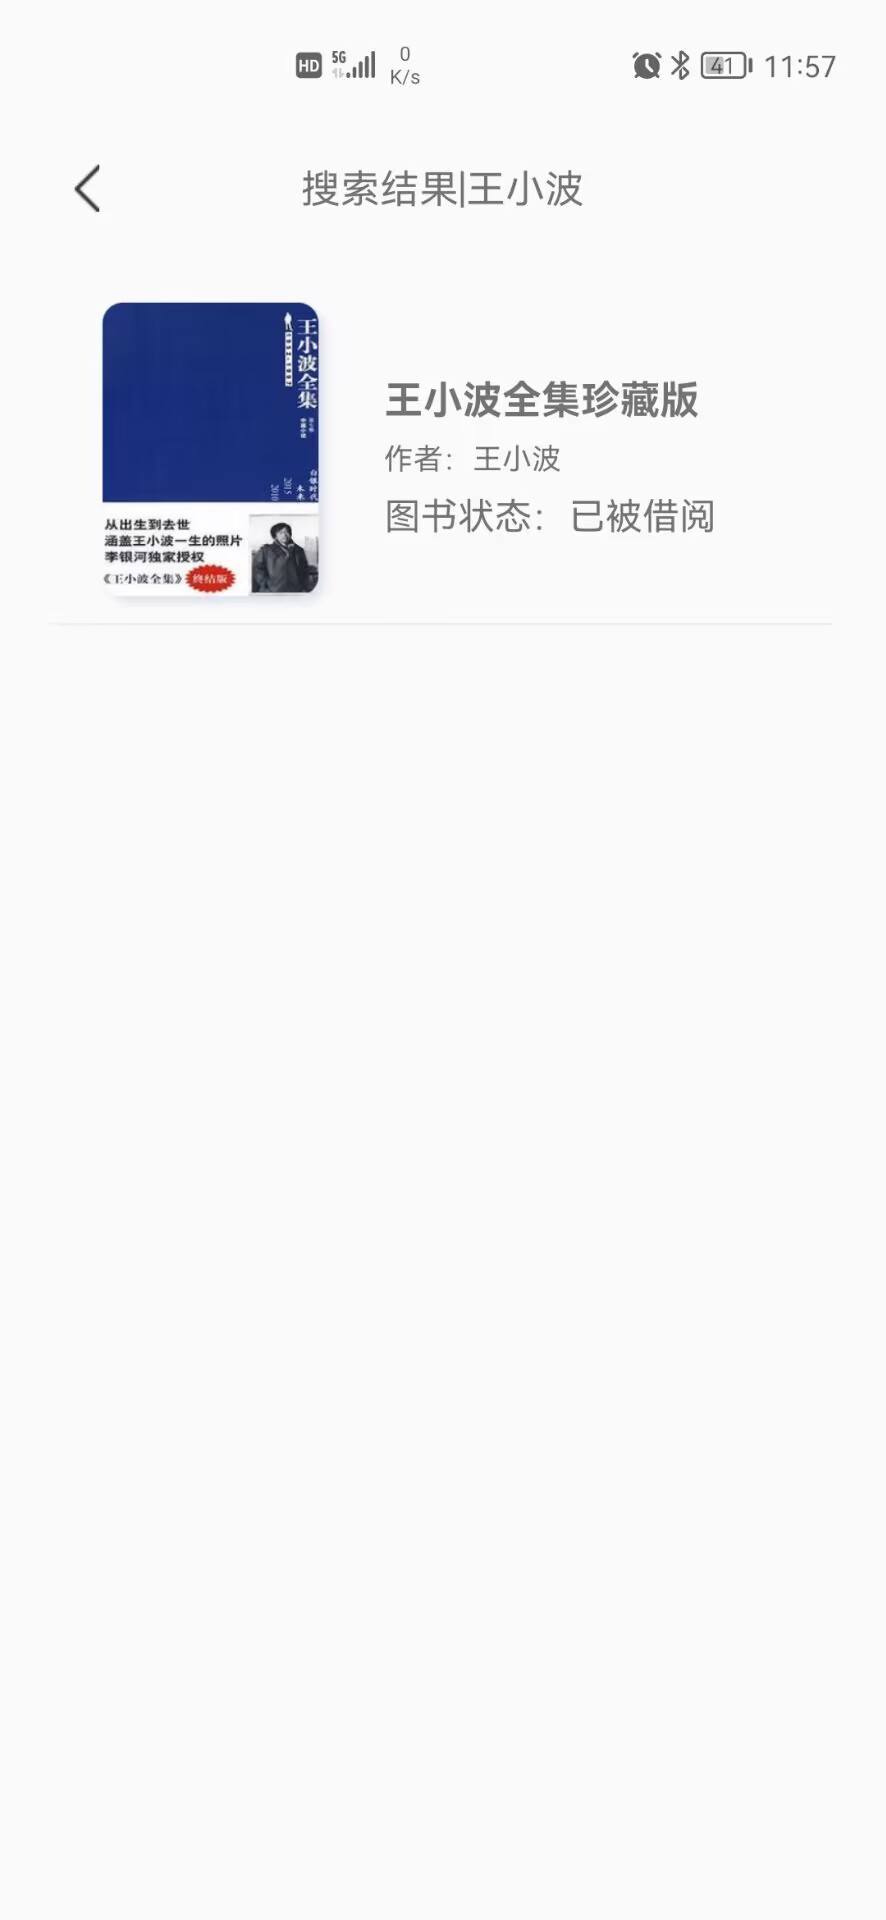 HD 5G 0 K/s 41 11:57
搜索结果|王小波
王小波全集
白银时代
未来
2015
2010
从出生到去世
涵盖王小波一生的照片
李银河独家授权
《王小波全集》终结版
王小波全集珍藏版
作者：王小波
图书状态：已被借阅